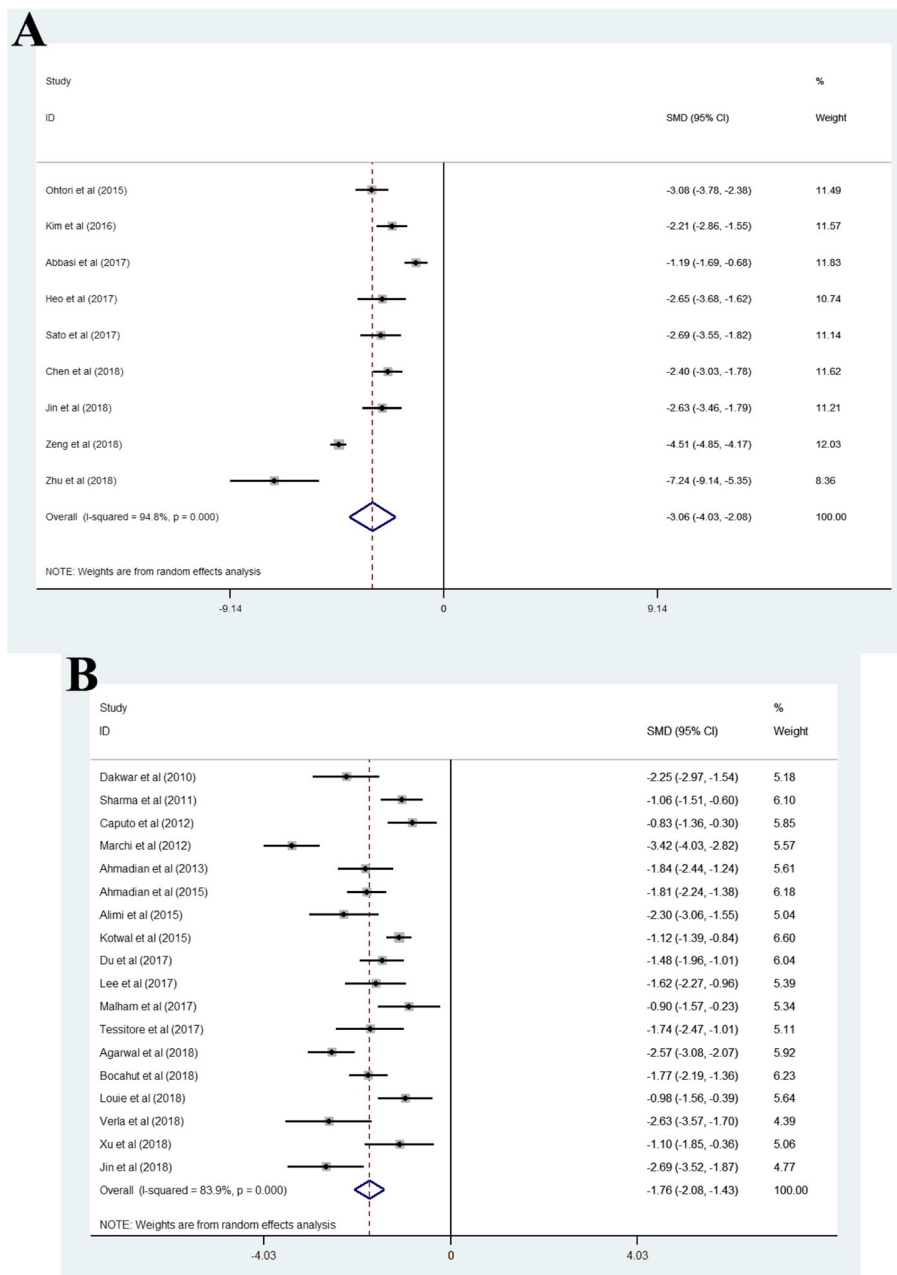 A
Study %
ID SMD (95% CI) Weight
Ohtori et al (2015) -3.08 (-3.78, -2.38) 11.49
Kim et al (2016) -2.21 (-2.86, -1.55) 11.57
Abbasi et al (2017) -1.19 (-1.69, -0.68) 11.83
Heo et al (2017) -2.65 (-3.68, -1.62) 10.74
Sato et al (2017) -2.69 (-3.55, -1.82) 11.14
Chen et al (2018) -2.40 (-3.03, -1.78) 11.62
Jin et al (2018) -2.63 (-3.46, -1.79) 11.21
Zeng et al (2018) -4.51 (-4.85, -4.17) 12.03
Zhu et al (2018) -7.24 (-9.14, -5.35) 8.36
Overall (I-squared = 94.8%, p = 0.000) -3.06 (-4.03, -2.08) 100.00
NOTE: Weights are from random effects analysis
-9.14 0 9.14
B
Study %
ID SMD (95% CI) Weight
Dakwar et al (2010) -2.25 (-2.97, -1.54) 5.18
Sharma et al (2011) -1.06 (-1.51, -0.60) 6.10
Caputo et al (2012) -0.83 (-1.36, -0.30) 5.85
Marchi et al (2012) -3.42 (-4.03, -2.82) 5.57
Ahmadian et al (2013) -1.84 (-2.44, -1.24) 5.61
Ahmadian et al (2015) -1.81 (-2.24, -1.38) 6.18
Alimi et al (2015) -2.30 (-3.06, -1.55) 5.04
Kotwal et al (2015) -1.12 (-1.39, -0.84) 6.60
Du et al (2017) -1.48 (-1.96, -1.01) 6.04
Lee et al (2017) -1.62 (-2.27, -0.96) 5.39
Malham et al (2017) -0.90 (-1.57, -0.23) 5.34
Tessitore et al (2017) -1.74 (-2.47, -1.01) 5.11
Agarwal et al (2018) -2.57 (-3.08, -2.07) 5.92
Bocahut et al (2018) -1.77 (-2.19, -1.36) 6.23
Louie et al (2018) -0.98 (-1.56, -0.39) 5.64
Verla et al (2018) -2.63 (-3.57, -1.70) 4.39
Xu et al (2018) -1.10 (-1.85, -0.36) 5.06
Jin et al (2018) -2.69 (-3.52, -1.87) 4.77
Overall (I-squared = 83.9%, p = 0.000) -1.76 (-2.08, -1.43) 100.00
NOTE: Weights are from random effects analysis
-4.03 0 4.03